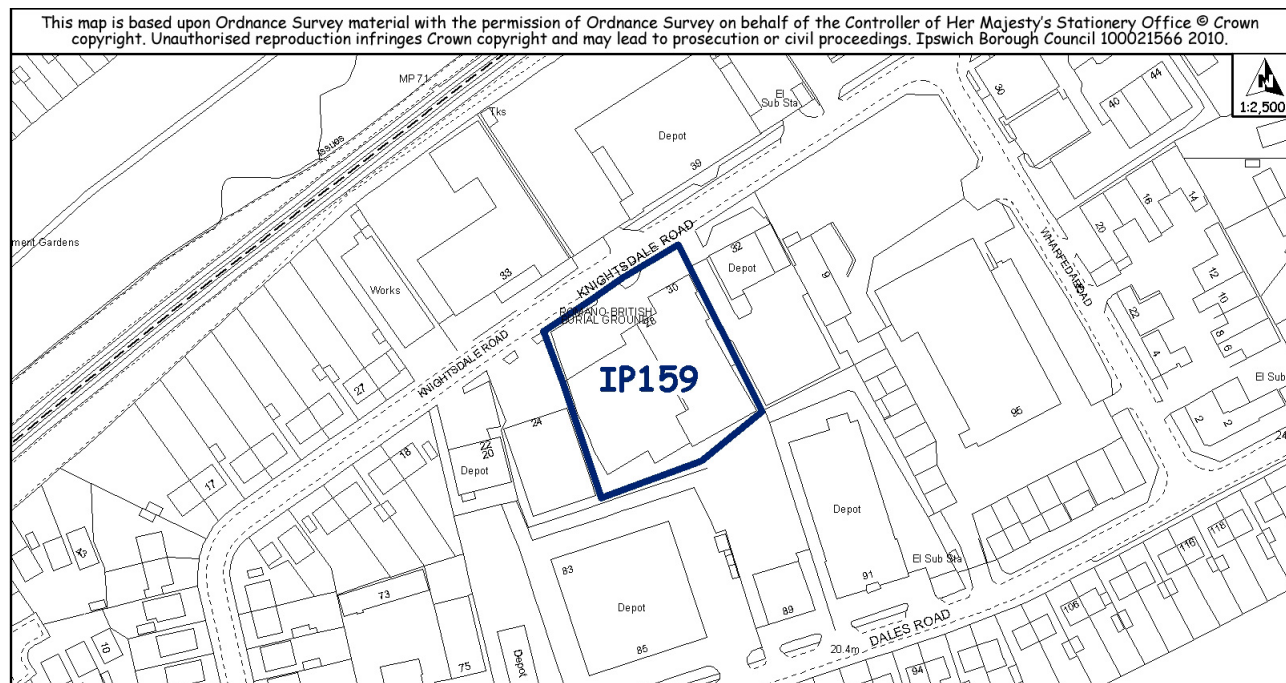 This map is based upon Ordnance Survey material with the permission of Ordnance Survey on behalf of the Controller of Her Majesty's Stationery Office © Crown
copyright. Unauthorised reproduction infringes Crown copyright and may lead to prosecution or civil proceedings. Ipswich Borough Council 100021566 2010.
N
1:2,500
MP 71
Issues
Tks
ment Gardens
Works
33
27
17
18
KNIGHTSDALE ROAD
KNIGHTSDALE ROAD
Depot
39
El
Sub Sta
30
40
44
32
Depot
9
30
28
ROMANO-BRITISH
BURIAL GROUND
IP159
24
22
20
Depot
WHARFEDALE ROAD
20
16
14
12
10
8
6
22
4
2
2
El Sub
24
95
Depot
91
El Sub Sta
83
Depot
85
89
73
75
Depot
10
DALES ROAD
20.4m
94
106
116
118